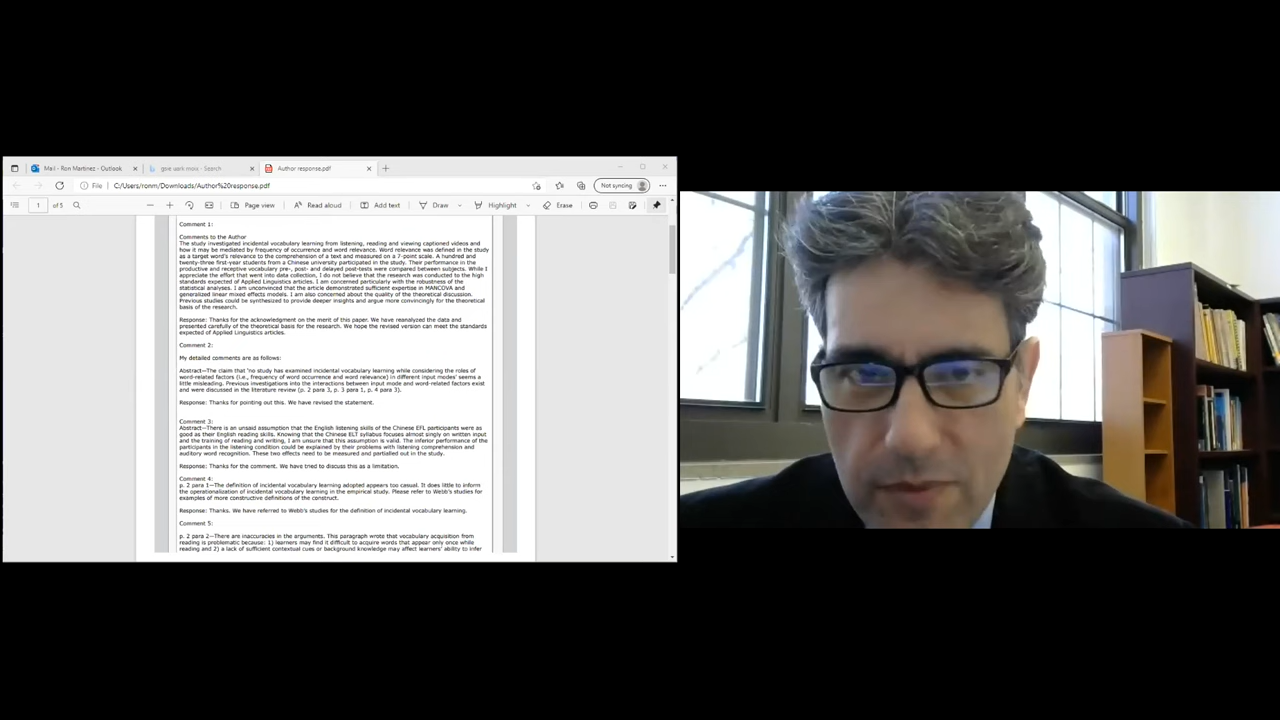 Mail - Ron Martinez - Outlook
gpvie uark mois - Search
Author response.pdf
File
C:/Users/ronm/Downloads/Author%20response.pdf
Not syncing
1 of 5
Page view
Read aloud
Add text
Draw
Highlight
Erase
Comment 1:
Comments to the Author
The study investigated incidental vocabulary learning from listening, reading and viewing captioned videos and
how it may be mediated by frequency of occurrence and word relevance. Word relevance was defined in the study
as a target word's relevance to the comprehension of a text and measured on a 7-point scale. A hundred and
twenty-three first-year students from a Chinese university participated in the study. Their performance in the
productive and receptive vocabulary pre-, post- and delayed post-tests were compared between subjects. While I
appreciate the effort that went into data collection, I do not believe that the research was conducted to the high
standards expected of Applied Linguistics articles. I am concerned particularly with the robustness of the
statistical analyses. I am unconvinced that the article demonstrated sufficient expertise in MANCOVA and
generalized linear mixed effects models. I am also concerned about the quality of the theoretical discussion.
Previous studies could be synthesized to provide deeper insights and argue more convincingly for the theoretical
basis of the research.
Response: Thanks for the acknowledgment on the merit of this paper. We have reanalyzed the data and
presented carefully of the theoretical basis for the research. We hope the revised version can meet the standards
expected of Applied Linguistics articles.
Comment 2:
My detailed comments are as follows:
Abstract—The claim that 'no study has examined incidental vocabulary learning while considering the roles of
word-related factors (i.e., frequency of word occurrence and word relevance) in different input modes' seems a
little misleading. Previous investigations into the interactions between input mode and word-related factors exist
and were discussed in the literature review (p. 2 para 3, p. 3 para 1, p. 4 para 3).
Response: Thanks for pointing out this. We have revised the statement.
Comment 3:
Abstract—There is an unsaid assumption that the English listening skills of the Chinese EFL participants were as
good as their English reading skills. Knowing that the Chinese ELT syllabus focuses almost singly on written input
and the training of reading and writing, I am unsure that this assumption is valid. The inferior performance of the
participants in the listening condition could be explained by their problems with listening comprehension and
auditory word recognition. These two effects need to be measured and partialled out in the study.
Response: Thanks for the comment. We have tried to discuss this as a limitation.
Comment 4:
p. 2 para 1—The definition of incidental vocabulary learning adopted appears too casual. It does little to inform
the operationalization of incidental vocabulary learning in the empirical study. Please refer to Webb's studies for
examples of more constructive definitions of the construct.
Response: Thanks. We have referred to Webb's studies for the definition of incidental vocabulary learning.
Comment 5:
p. 2 para 2—There are inaccuracies in the arguments. This paragraph wrote that vocabulary acquisition from
reading is problematic because: 1) learners may find it difficult to acquire words that appear only once while
reading and 2) a lack of sufficient contextual cues or background knowledge may affect learners' ability to infer